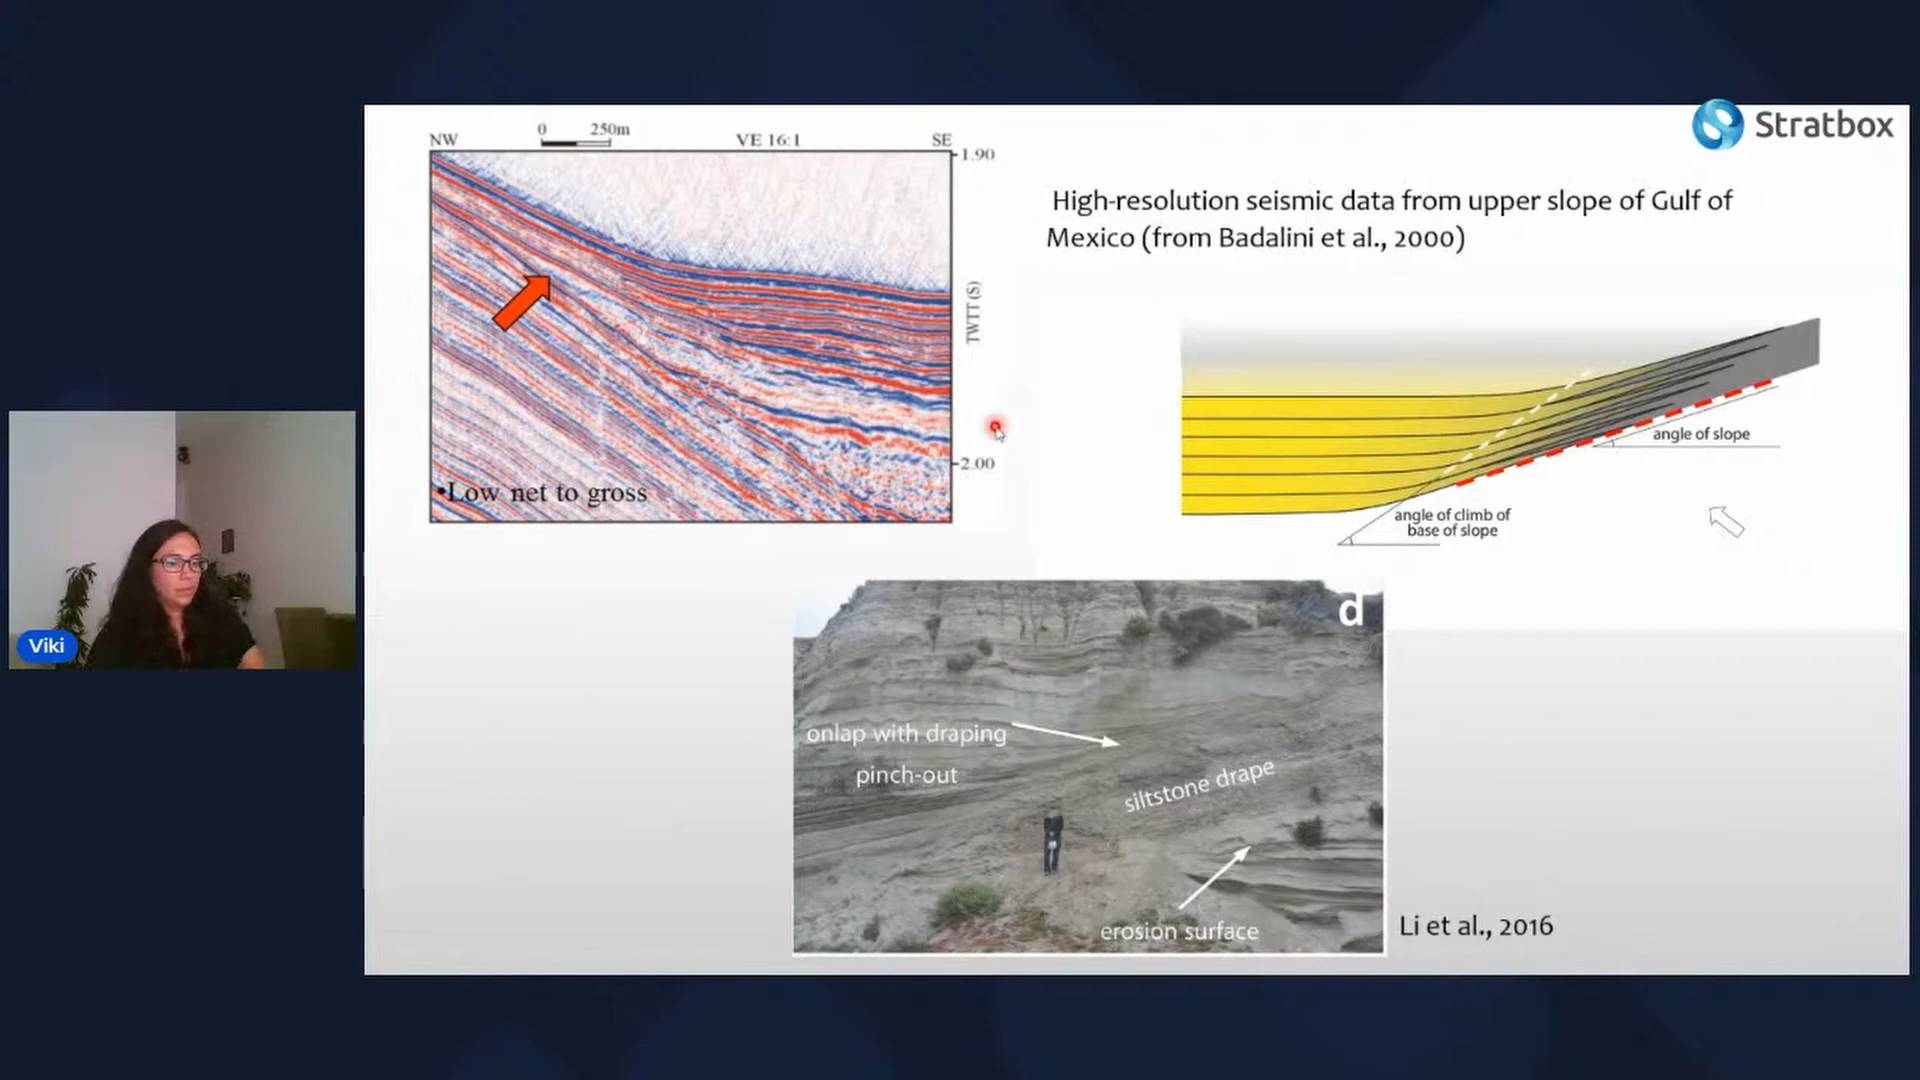 Stratbox
NW
0 250m
VE 16:1
SE
1.90
TWTT (S)
2.00
•Low net to gross
High-resolution seismic data from upper slope of Gulf of
Mexico (from Badalini et al., 2000)
angle of slope
angle of climb of
base of slope
Viki
d
onlap with draping
pinch-out
siltstone drape
erosion surface
Li et al., 2016